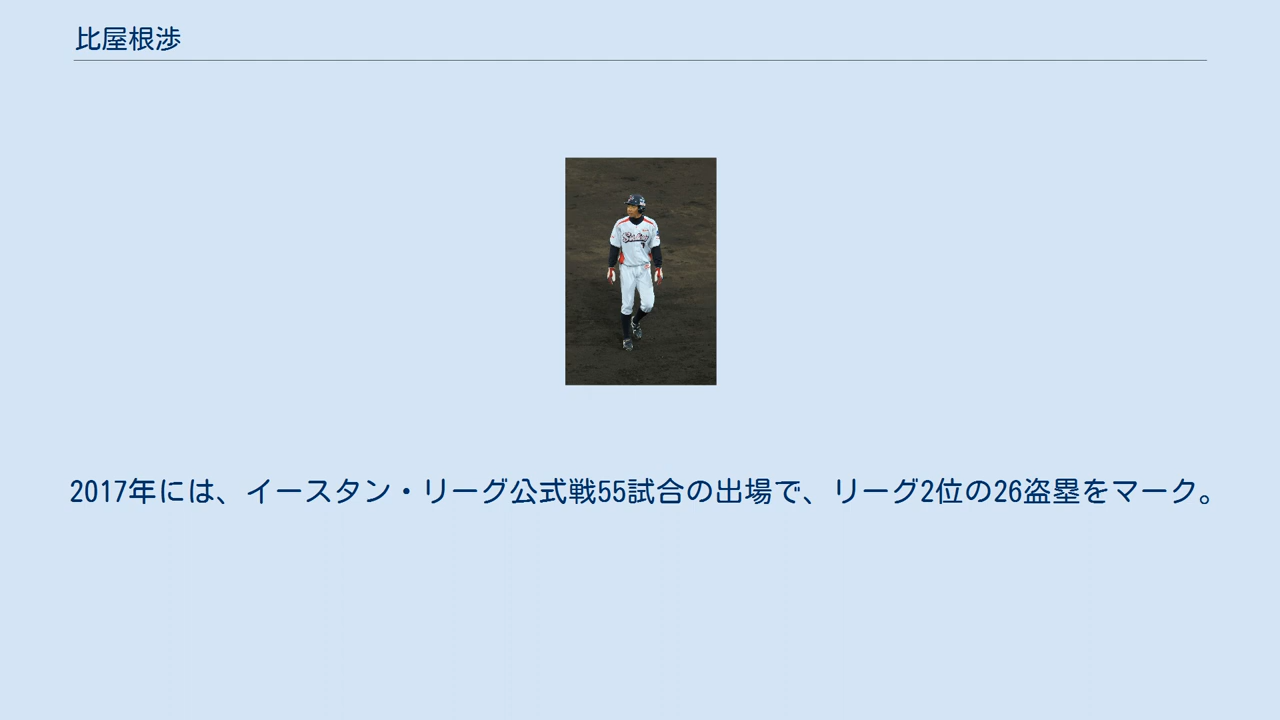 比屋根渉
2017年には、イースタン・リーグ公式戦55試合の出場で、リーグ2位の26盗塁をマーク。